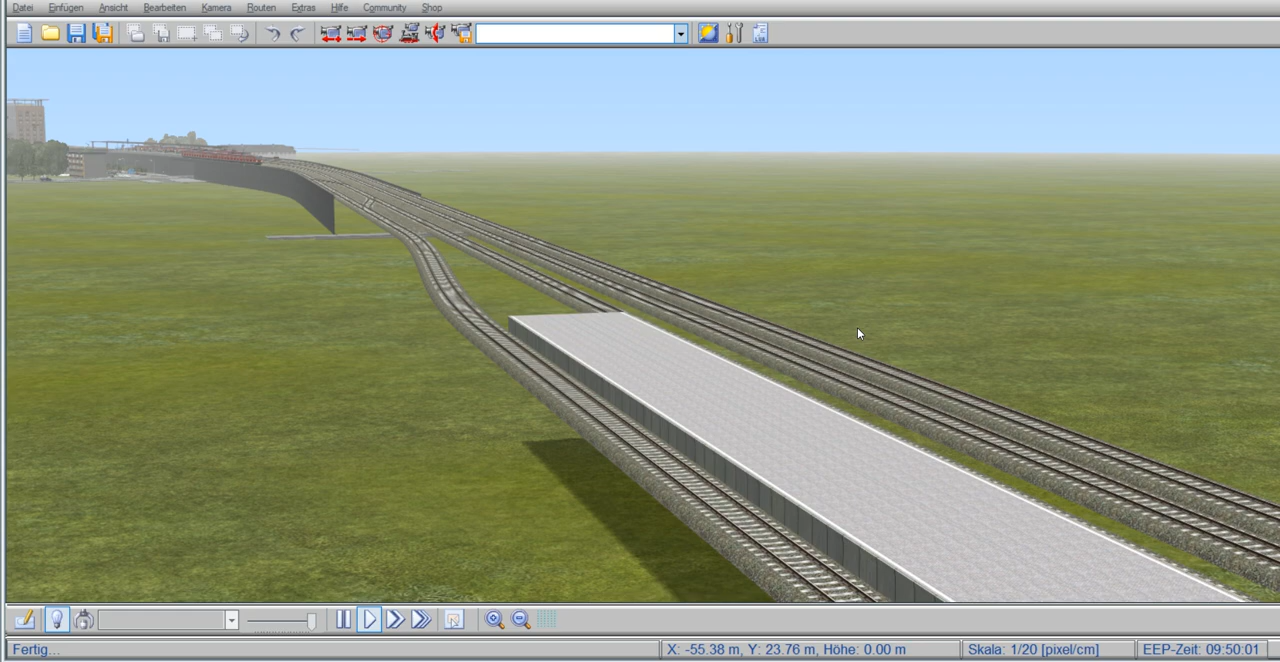 Datei Einfügen Ansicht Bearbeiten Kamera Routen Extras Hilfe Community Shop
Fertig... X: -55.38 m, Y: 23.76 m, Höhe: 0.00 m Skala: 1/20 [pixel/cm] EEP-Zeit: 09:50:01